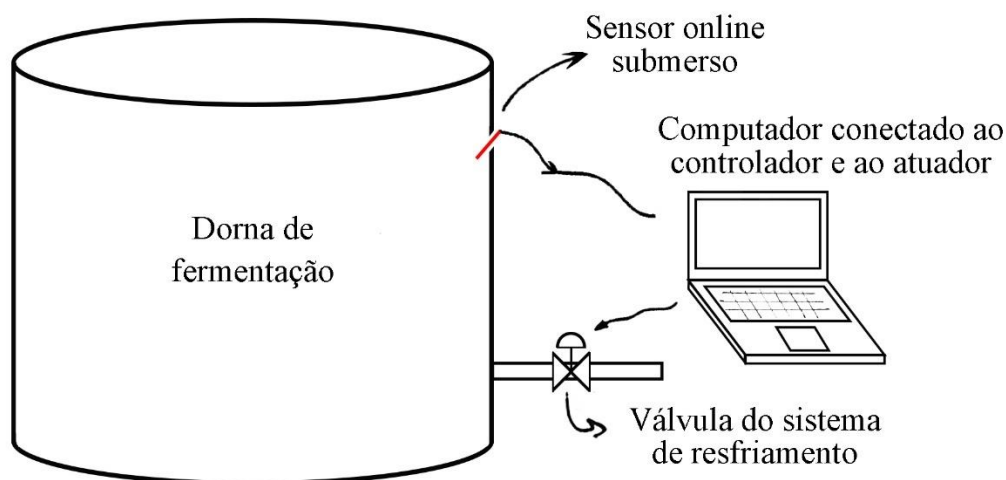 Sensor online
submerso
Computador conectado ao
controlador e ao atuador
Dorna de
fermentação
Válvula do sistema
de resfriamento